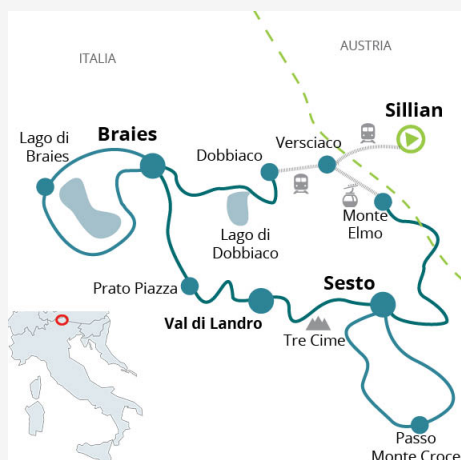 ITALIA
AUSTRIA
Sillian
Lago di
Braies
Braies
Dobbiaco
Versciaco
Monte
Elmo
Lago di
Dobbiaco
Prato Piazza
Val di Landro
Sesto
Tre Cime
Passo
Monte Croce